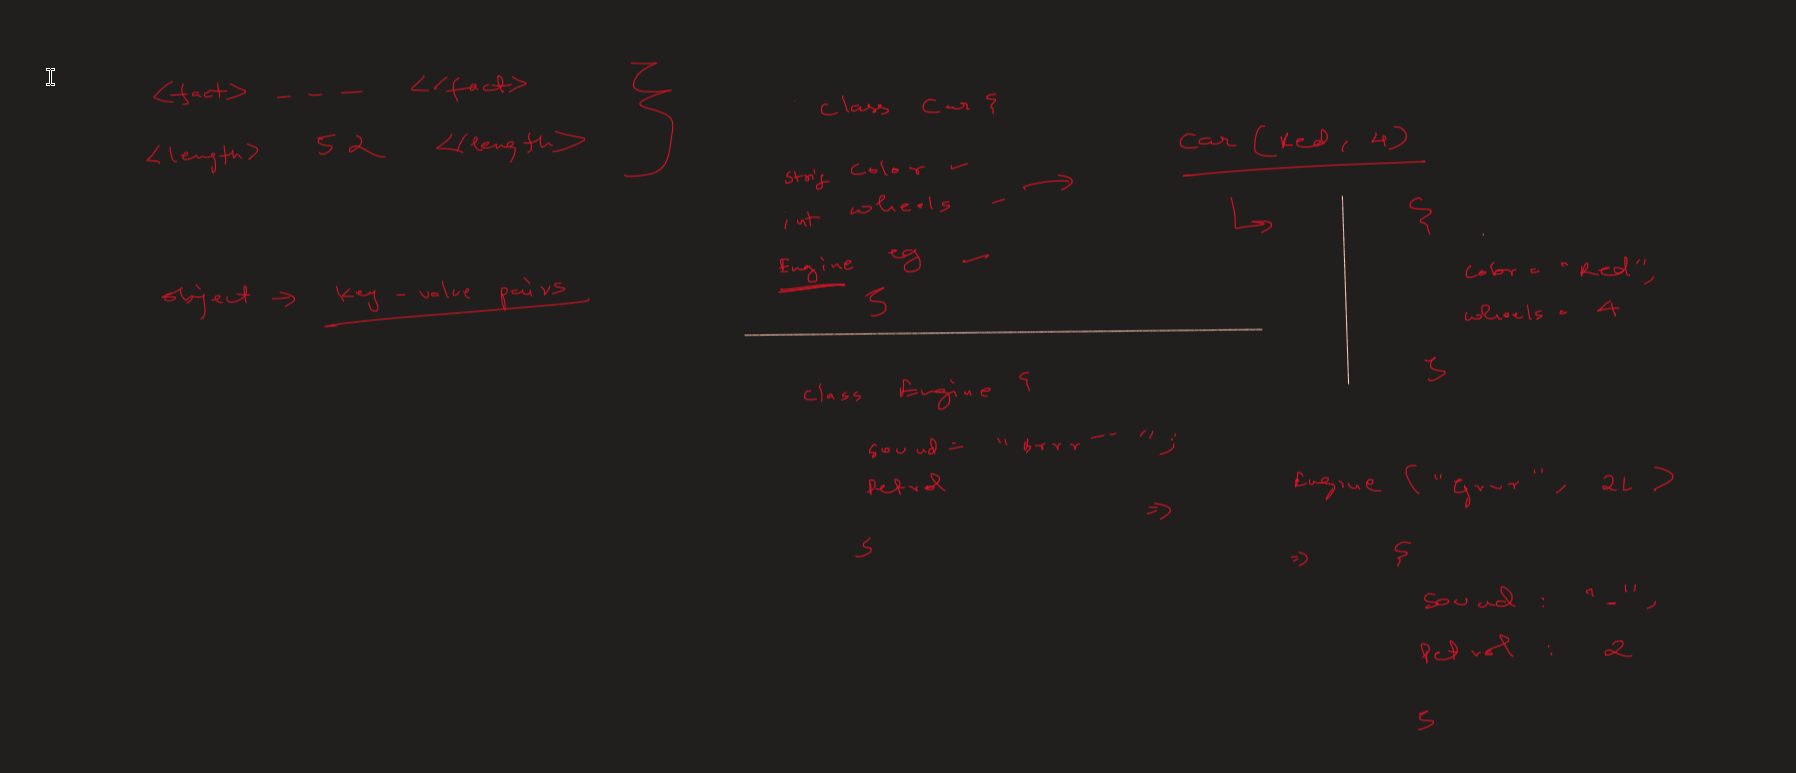 <fact> - - - </fact>
<length> 52 </length> }
object → key - value pairs
class Car {
string color
int wheels
Engine eg
}
class Engine {
sound = "brrr--";
petrol
}
⇒
Car (Red, 4)
{
color = "Red",
wheels = 4
}
Engine ("grrr", 2L)
⇒ {
sound : "-",
petrol : 2
}